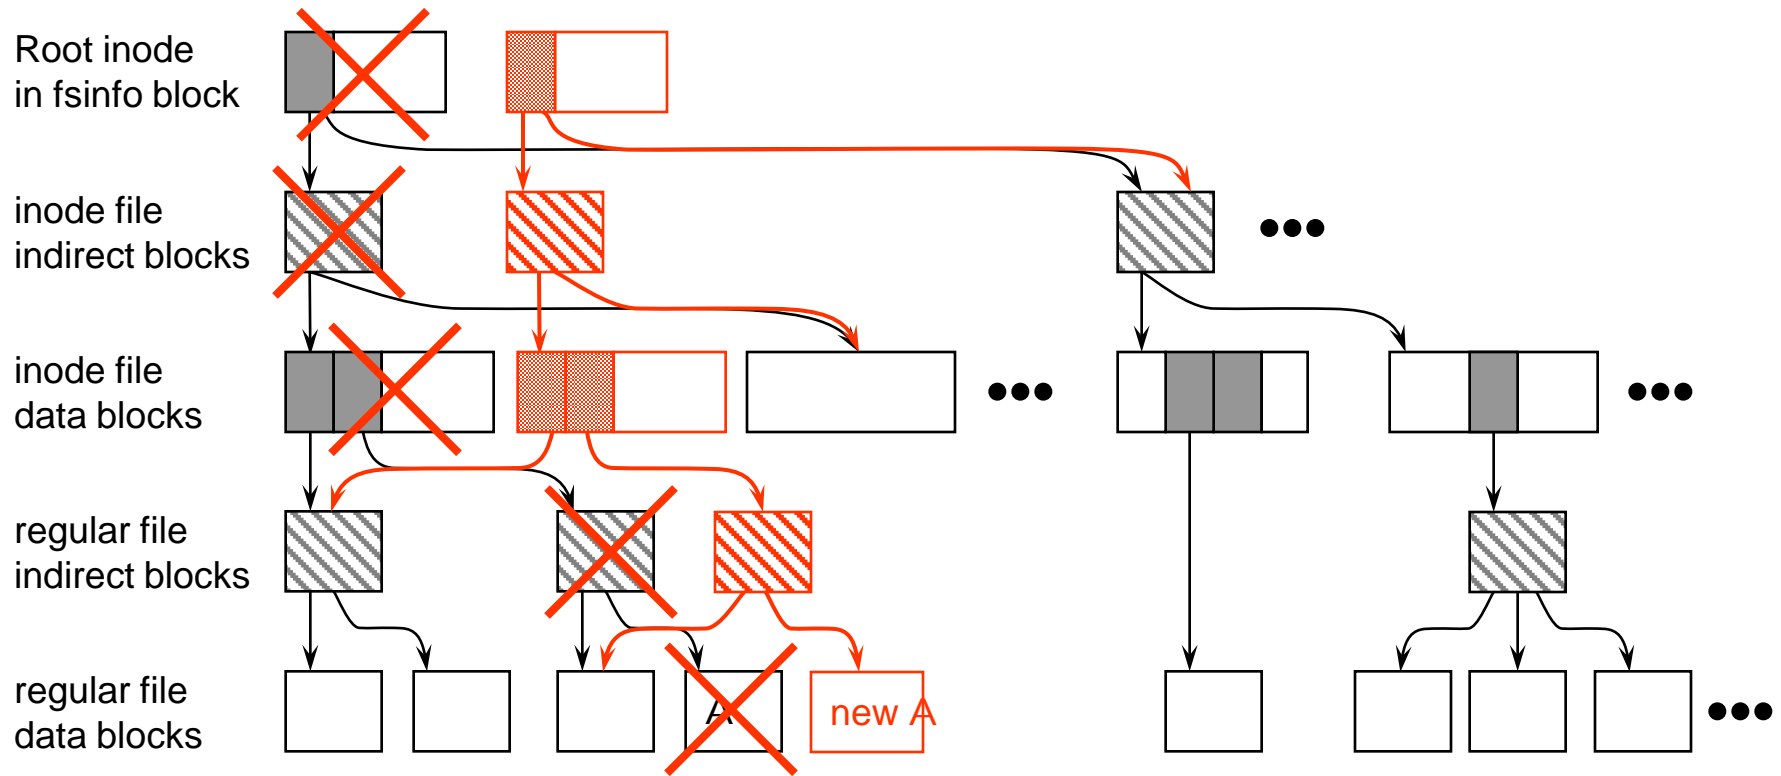 Root inode
in fsinfo block
inode file
indirect blocks
inode file
data blocks
regular file
indirect blocks
regular file
data blocks
A
new A